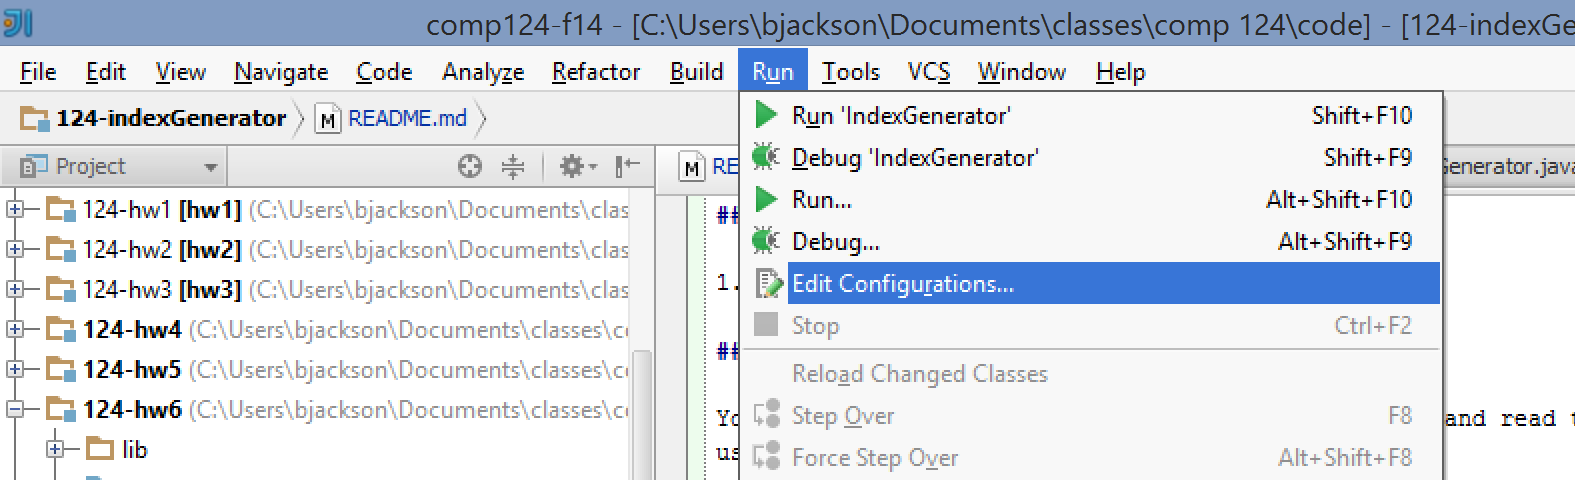 comp124-f14 - [C:\Users\bjackson\Documents\classes\comp 124\code] - [124-indexGe
File Edit View Navigate Code Analyze Refactor Build Run Tools VCS Window Help
124-indexGenerator README.md
Project
RE
Generator.java
124-hw1 [hw1] (C:\Users\bjackson\Documents\clas
124-hw2 [hw2] (C:\Users\bjackson\Documents\clas
124-hw3 [hw3] (C:\Users\bjackson\Documents\clas
124-hw4 (C:\Users\bjackson\Documents\classes\c
124-hw5 (C:\Users\bjackson\Documents\classes\c
124-hw6 (C:\Users\bjackson\Documents\classes\c
lib
##
1.
##
Yo
us
Run 'IndexGenerator' Shift+F10
Debug 'IndexGenerator' Shift+F9
Run... Alt+Shift+F10
Debug... Alt+Shift+F9
Edit Configurations...
Stop Ctrl+F2
Reload Changed Classes
Step Over F8
Force Step Over Alt+Shift+F8
and read t